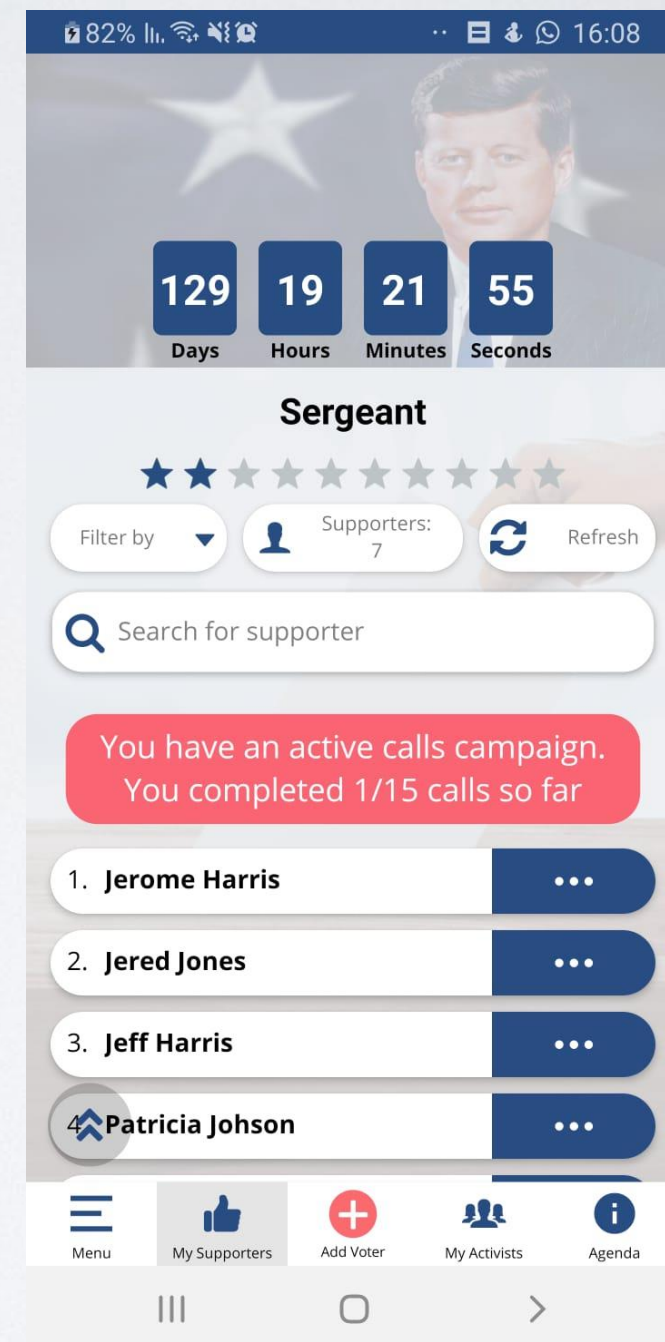 82% 16:08
129 19 21 55
Days Hours Minutes Seconds
Sergeant
Filter by
Supporters:
7
Refresh
Search for supporter
You have an active calls campaign.
You completed 1/15 calls so far
1. Jerome Harris
2. Jered Jones
3. Jeff Harris
4 Patricia Johson
Menu My Supporters Add Voter My Activists Agenda